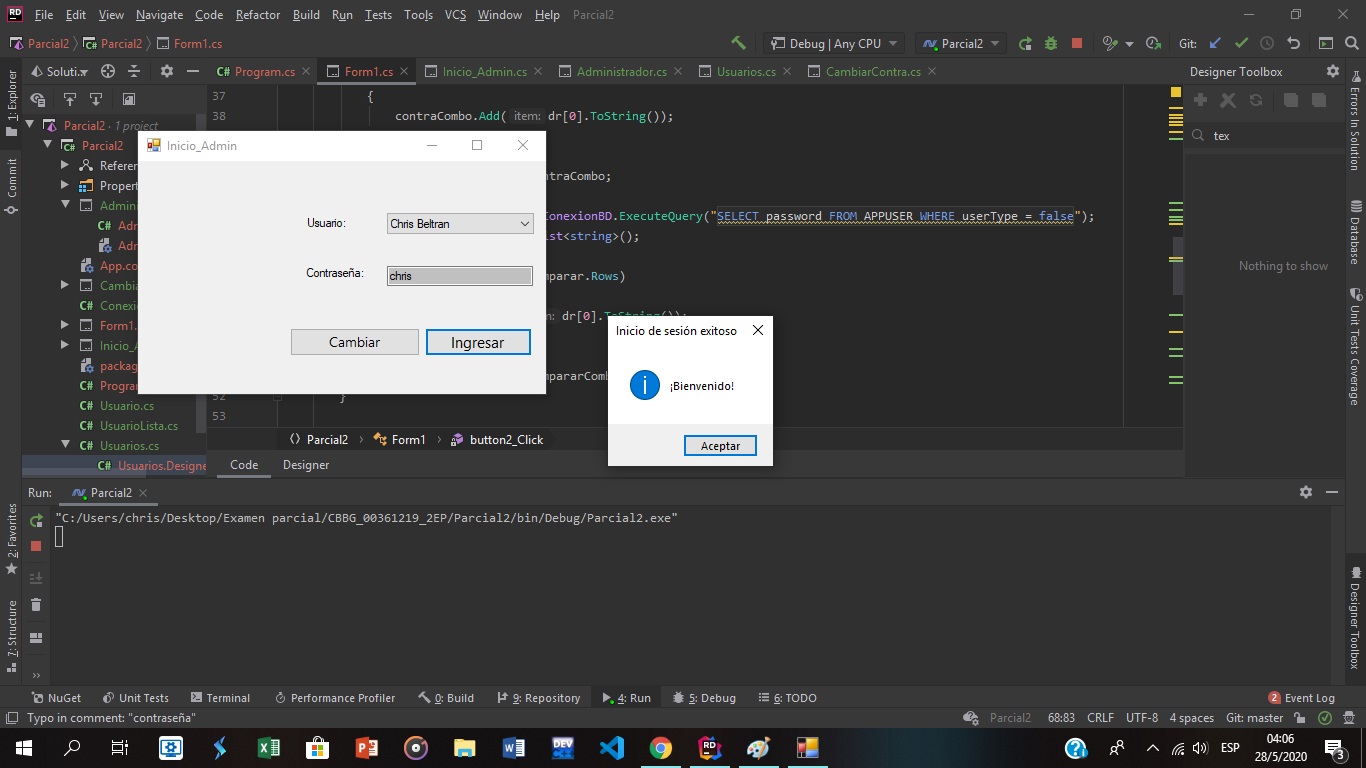 File Edit View Navigate Code Refactor Build Run Tests Tools VCS Window Help Parcial2
Parcial2 Parcial2 Form1.cs Debug | Any CPU Parcial2 Git:
Soluti... Program.cs Form1.cs Inicio_Admin.cs Administrador.cs Usuarios.cs CambiarContra.cs Designer Toolbox
1: Explorer
Commit
2: Favorites
7: Structure
Parcial2 · 1 project
Parcial2
Referen
Propert
Admini
Adm
Adm
App.co
Cambia
Conexio
Form1.
Inicio_A
packag
Program
Usuario.cs
UsuarioLista.cs
Usuarios.cs
Usuarios.Designe
37 {
38 contraCombo.Add( item: dr[0].ToString());
ntraCombo;
ConexionBD.ExecuteQuery("SELECT password FROM APPUSER WHERE userType = false");
ist<string>();
mparar.Rows)
m: dr[0].ToString());
mpararComb
52 }
53
Inicio_Admin
Usuario: Chris Beltran
Contraseña: chris
Cambiar Ingresar
Inicio de sesión exitoso
¡Bienvenido!
Aceptar
Parcial2 Form1 button2_Click
Code Designer
tex
Nothing to show
Errors In Solution
Database
Unit Tests Coverage
Designer Toolbox
Run: Parcial2
"C:/Users/chris/Desktop/Examen parcial/CBBG_00361219_2EP/Parcial2/bin/Debug/Parcial2.exe"
NuGet Unit Tests Terminal Performance Profiler 0: Build 9: Repository 4: Run 5: Debug 6: TODO 2 Event Log
Typo in comment: "contraseña" Parcial2 68:83 CRLF UTF-8 4 spaces Git: master
DEV RD ESP 04:06
28/5/2020 3